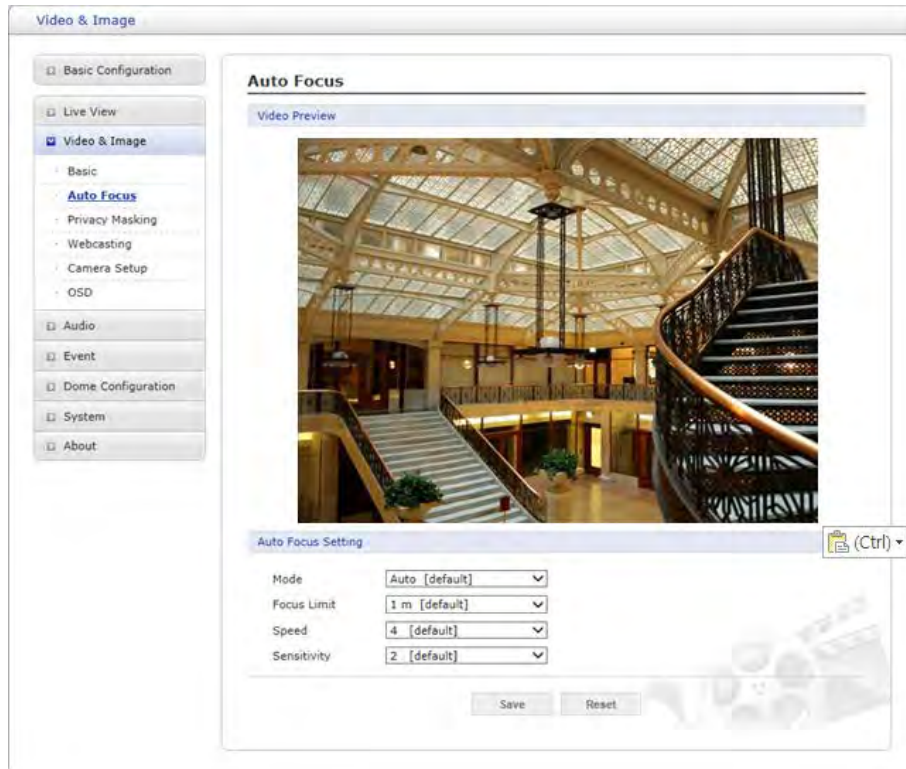 Video & Image
Basic Configuration
Live View
Video & Image
Basic
Auto Focus
Privacy Masking
Webcasting
Camera Setup
OSD
Audio
Event
Dome Configuration
System
About
Auto Focus
Video Preview
Auto Focus Setting
(Ctrl)
Mode Auto [default]
Focus Limit 1 m [default]
Speed 4 [default]
Sensitivity 2 [default]
Save Reset